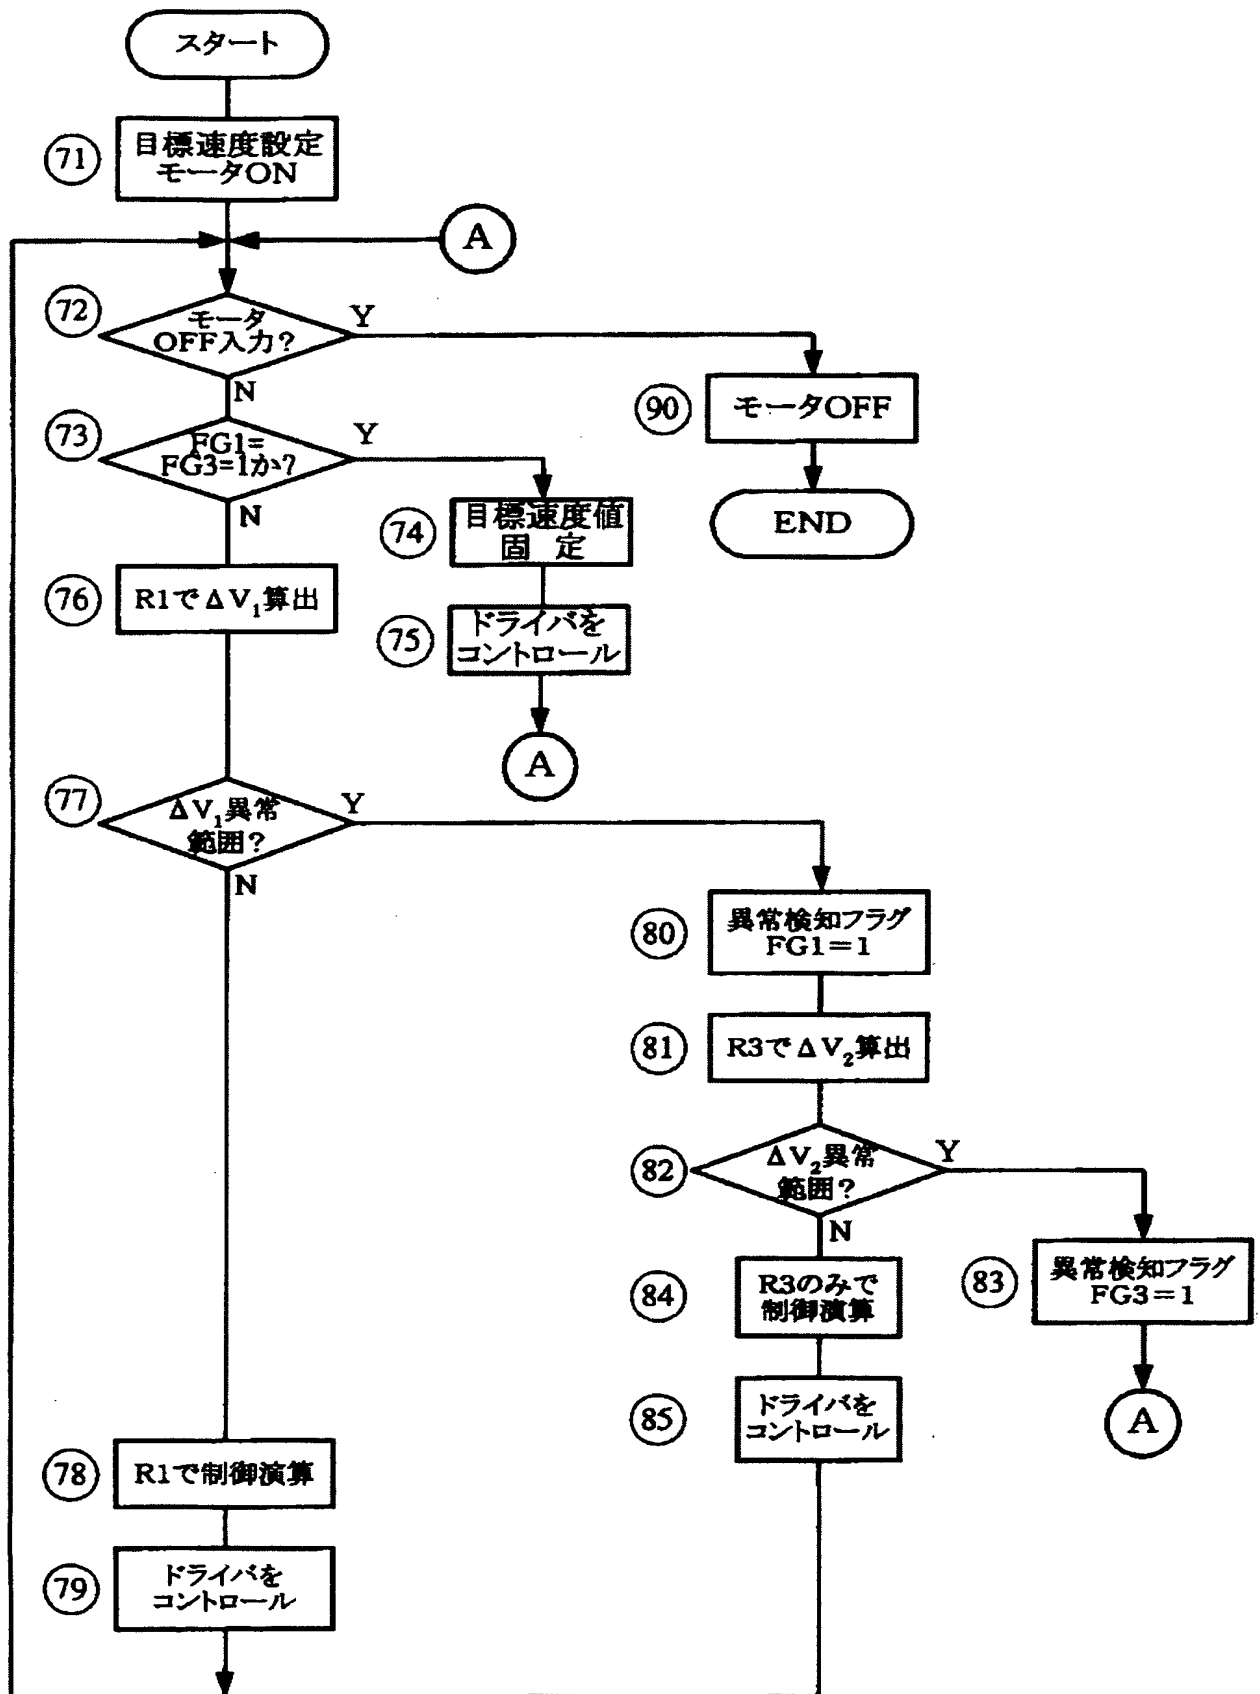 スタート
71
目標速度設定
モータON
A
72
モータ
OFF入力?
Y
N
90
モータOFF
END
73
FG1=
FG3=1か?
Y
N
74
目標速度値
固 定
75
ドライバを
コントロール
A
76
R1でΔV₁算出
77
ΔV₁異常
範囲?
Y
N
80
異常検知フラグ
FG1=1
81
R3でΔV₂算出
82
ΔV₂異常
範囲?
Y
N
83
異常検知フラグ
FG3=1
A
84
R3のみで
制御演算
85
ドライバを
コントロール
78
R1で制御演算
79
ドライバを
コントロール